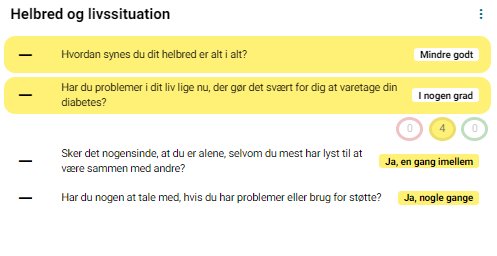 Helbred og livssituation
Hvordan synes du dit helbred er alt i alt?
Mindre godt
Har du problemer i dit liv lige nu, der gør det svært for dig at varetage din
diabetes?
I nogen grad
0 4 0
Sker det nogensinde, at du er alene, selvom du mest har lyst til at
være sammen med andre?
Ja, en gang imellem
Har du nogen at tale med, hvis du har problemer eller brug for støtte?
Ja, nogle gange